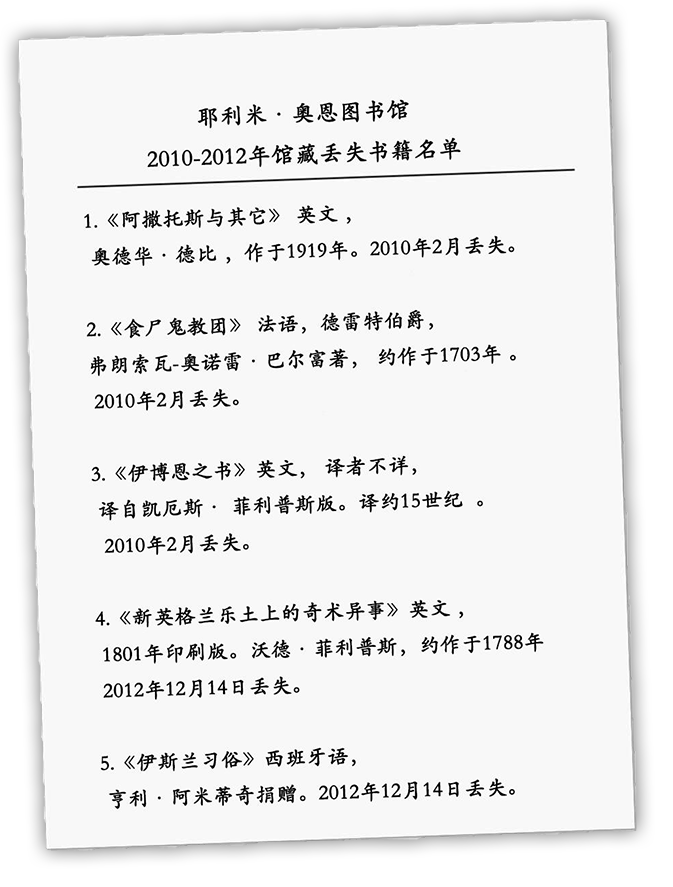 耶利米·奥恩图书馆
2010-2012年馆藏丢失书籍名单
1.《阿撒托斯与其它》 英文，
奥德华·德比，作于1919年。2010年2月丢失。
2.《食尸鬼教团》 法语，德雷特伯爵，
弗朗索瓦-奥诺雷·巴尔富著， 约作于1703年 。
2010年2月丢失。
3.《伊博恩之书》英文， 译者不详，
译自凯厄斯· 菲利普斯版。译约15世纪 。
2010年2月丢失。
4.《新英格兰乐土上的奇术异事》英文，
1801年印刷版。沃德·菲利普斯，约作于1788年
2012年12月14日丢失。
5.《伊斯兰习俗》西班牙语，
亨利·阿米蒂奇捐赠。2012年12月14日丢失。